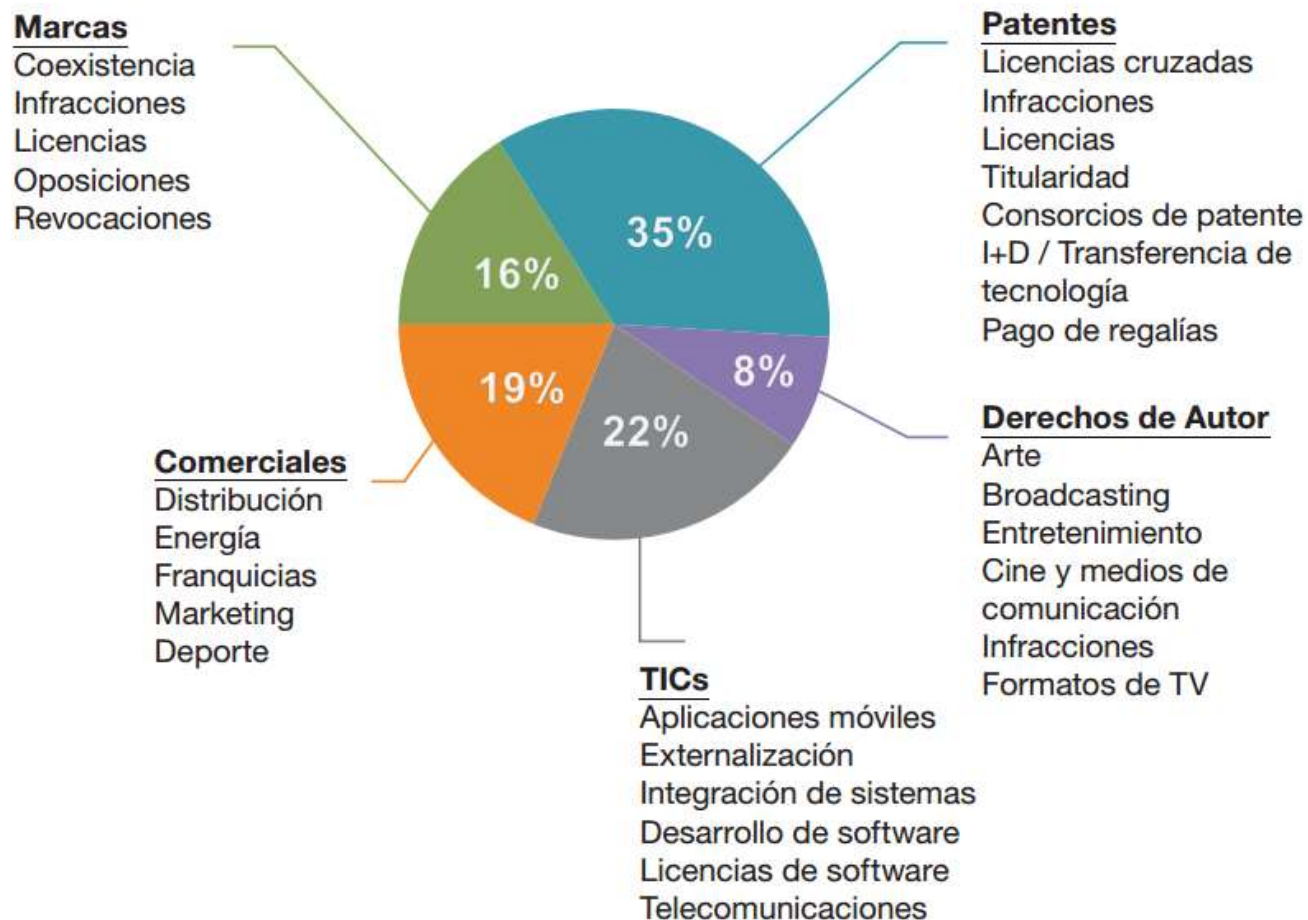 Marcas
Coexistencia
Infracciones
Licencias
Oposiciones
Revocaciones
Patentes
Licencias cruzadas
Infracciones
Licencias
Titularidad
Consorcios de patente
I+D / Transferencia de
tecnología
Pago de regalías
35%
16%
8%
19%
22%
Derechos de Autor
Arte
Broadcasting
Entretenimiento
Cine y medios de
comunicación
Infracciones
Formatos de TV
Comerciales
Distribución
Energía
Franquicias
Marketing
Deporte
TICs
Aplicaciones móviles
Externalización
Integración de sistemas
Desarrollo de software
Licencias de software
Telecomunicaciones